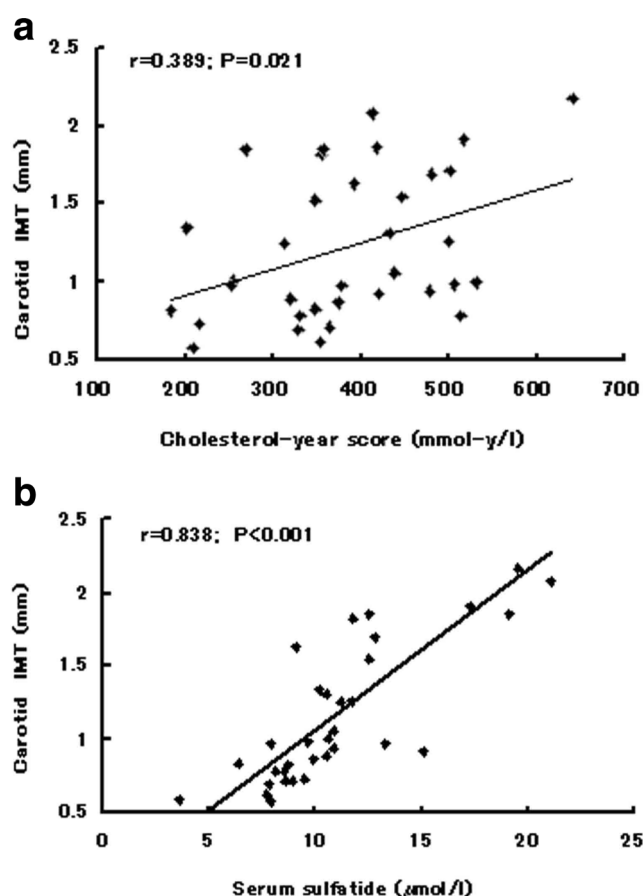 a
2.5
r=0.389; P=0.021
2
1.5
1
0.5
Carotid IMT (mm)
100 200 300 400 500 600 700
Cholesterol-year score (mmol-y/l)
b
2.5
r=0.838; P<0.001
2
1.5
1
0.5
Carotid IMT (mm)
0 5 10 15 20 25
Serum sulfatide (μmol/l)